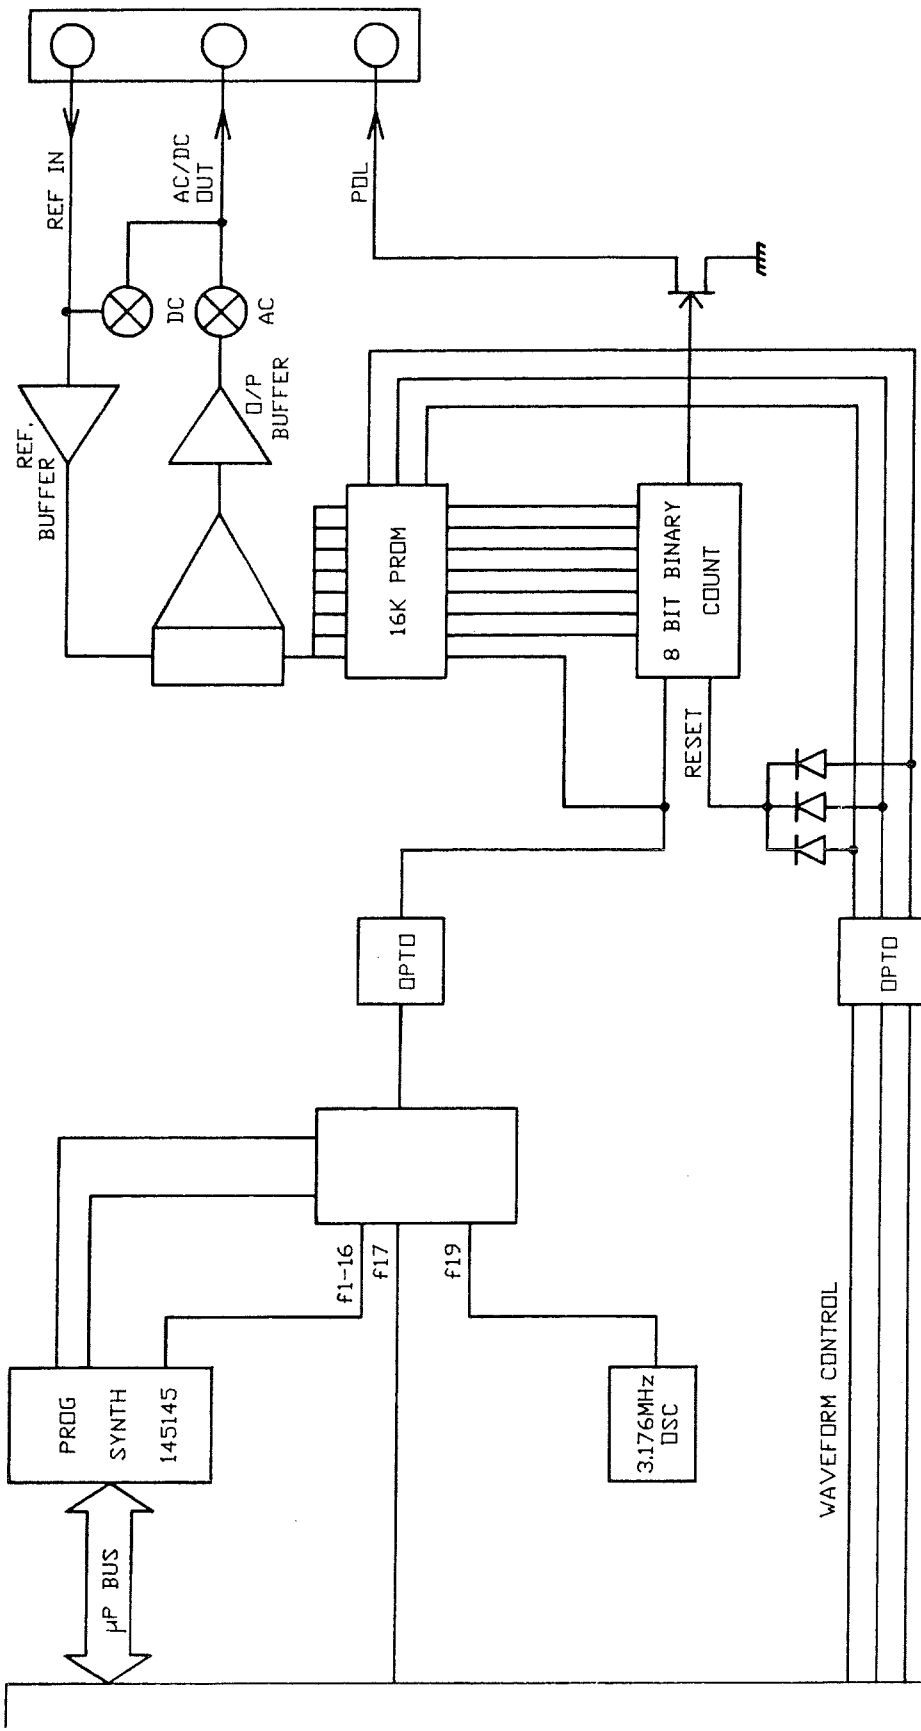 µP BUS
PROG
SYNTH
145145
f1-16
f17
f19
3.176MHz
OSC
WAVEFORM CONTROL
OPTO
OPTO
RESET
8 BIT BINARY
COUNT
16K PROM
REF.
BUFFER
O/P
BUFFER
DC
AC
REF IN
AC/DC
OUT
POL